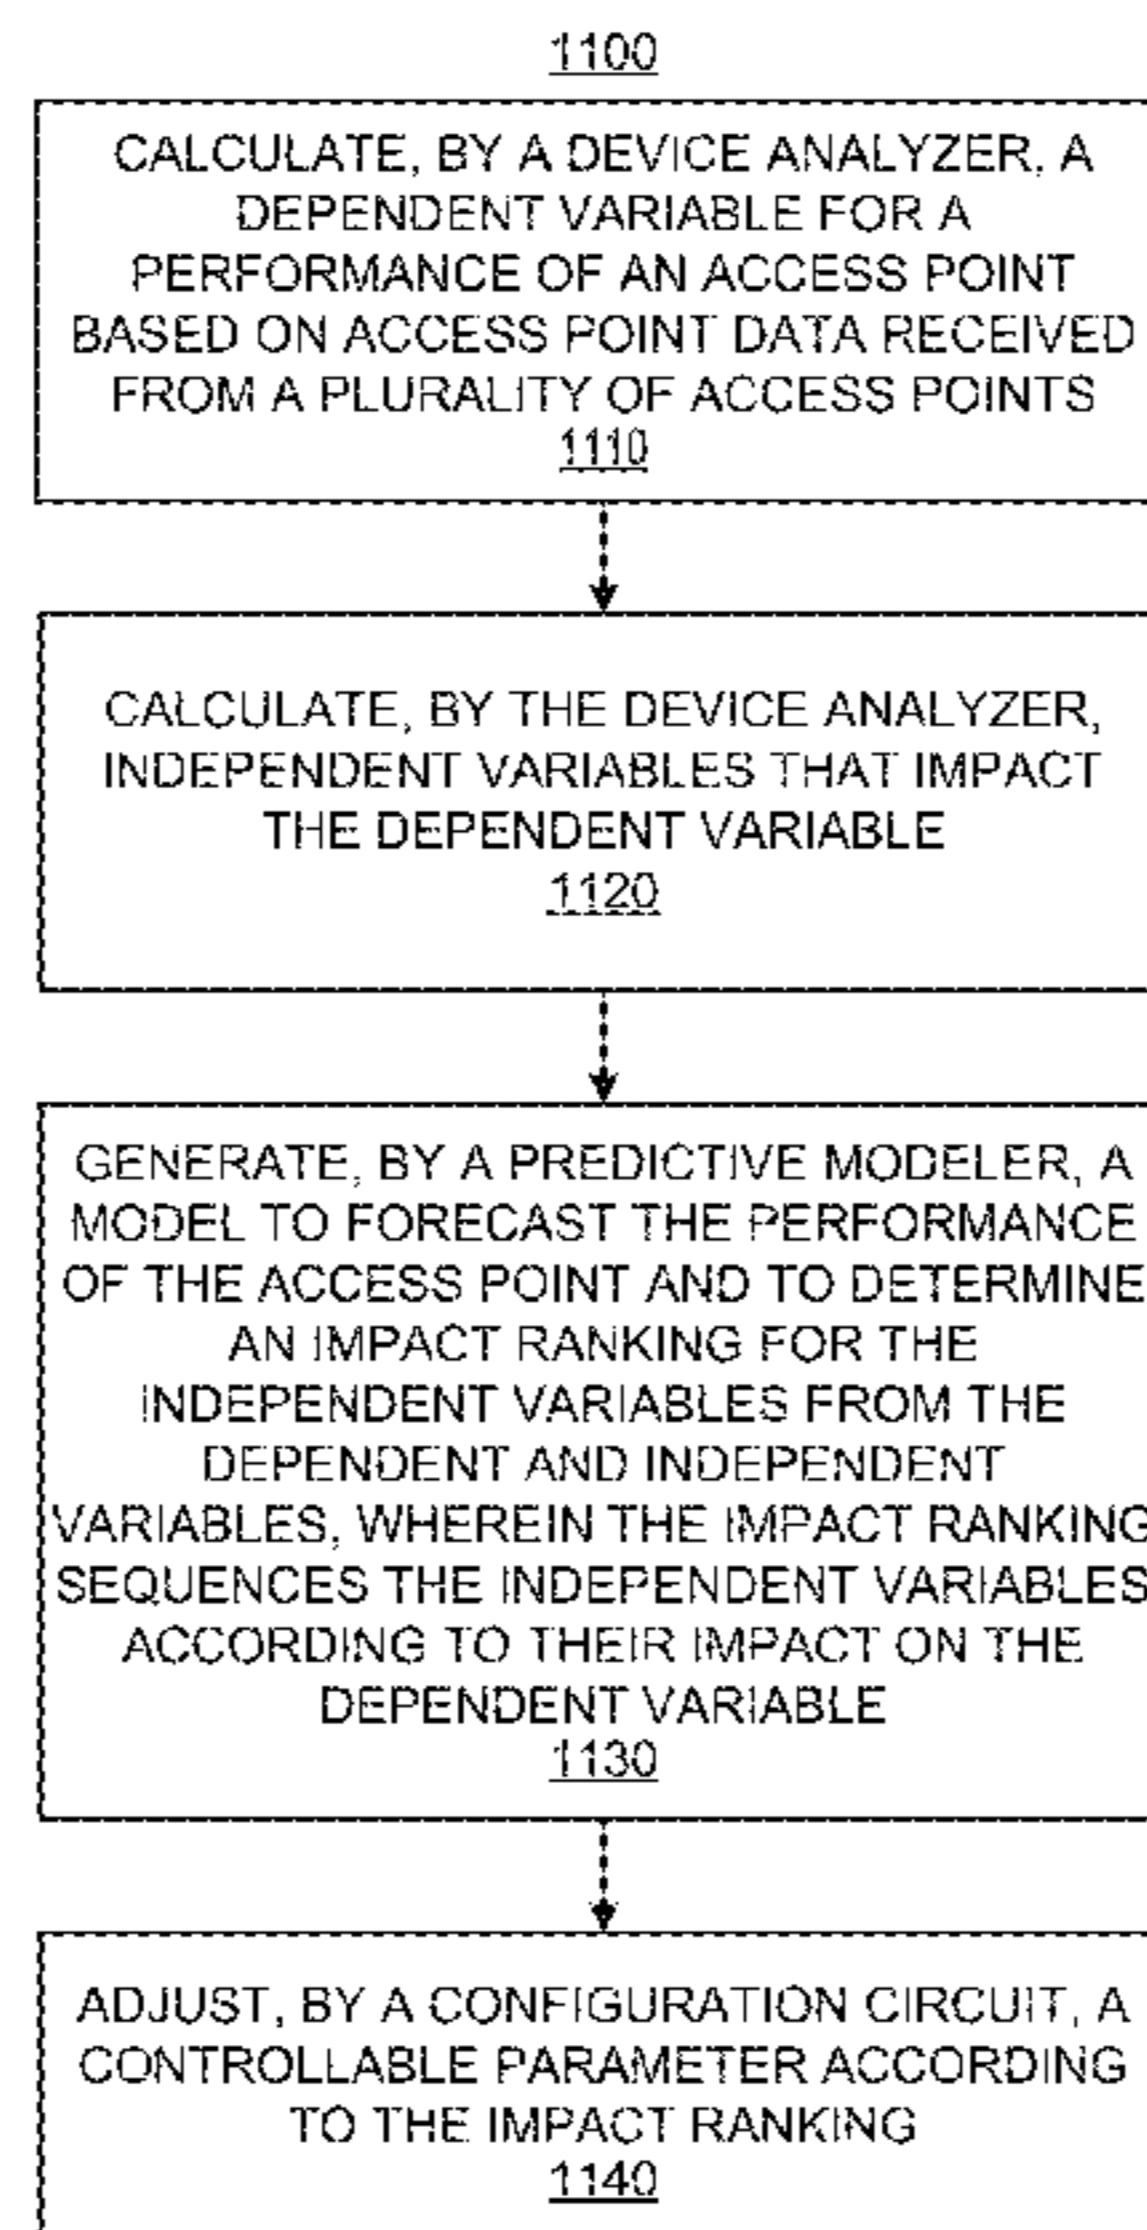 1100
CALCULATE, BY A DEVICE ANALYZER, A
DEPENDENT VARIABLE FOR A
PERFORMANCE OF AN ACCESS POINT
BASED ON ACCESS POINT DATA RECEIVED
FROM A PLURALITY OF ACCESS POINTS
1110
CALCULATE, BY THE DEVICE ANALYZER,
INDEPENDENT VARIABLES THAT IMPACT
THE DEPENDENT VARIABLE
1120
GENERATE, BY A PREDICTIVE MODELER, A
MODEL TO FORECAST THE PERFORMANCE
OF THE ACCESS POINT AND TO DETERMINE
AN IMPACT RANKING FOR THE
INDEPENDENT VARIABLES FROM THE
DEPENDENT AND INDEPENDENT
VARIABLES, WHEREIN THE IMPACT RANKING
SEQUENCES THE INDEPENDENT VARIABLES
ACCORDING TO THEIR IMPACT ON THE
DEPENDENT VARIABLE
1130
ADJUST, BY A CONFIGURATION CIRCUIT, A
CONTROLLABLE PARAMETER ACCORDING
TO THE IMPACT RANKING
1140